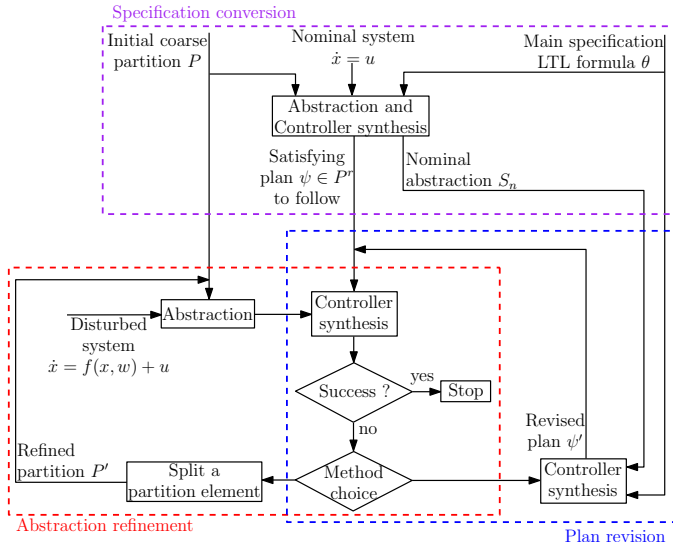 Specification conversion
Initial coarse
partition P
Nominal system
ẋ = u
Main specification
LTL formula θ
Abstraction and
Controller synthesis
Satisfying
plan ψ ∈ Pʳ
to follow
Nominal
abstraction Sₙ
Abstraction
Controller
synthesis
Disturbed
system
ẋ = f(x, w) + u
Success ?
yes
Stop
no
Revised
plan ψ′
Refined
partition P′
Split a
partition element
Method
choice
Controller
synthesis
Abstraction refinement
Plan revision